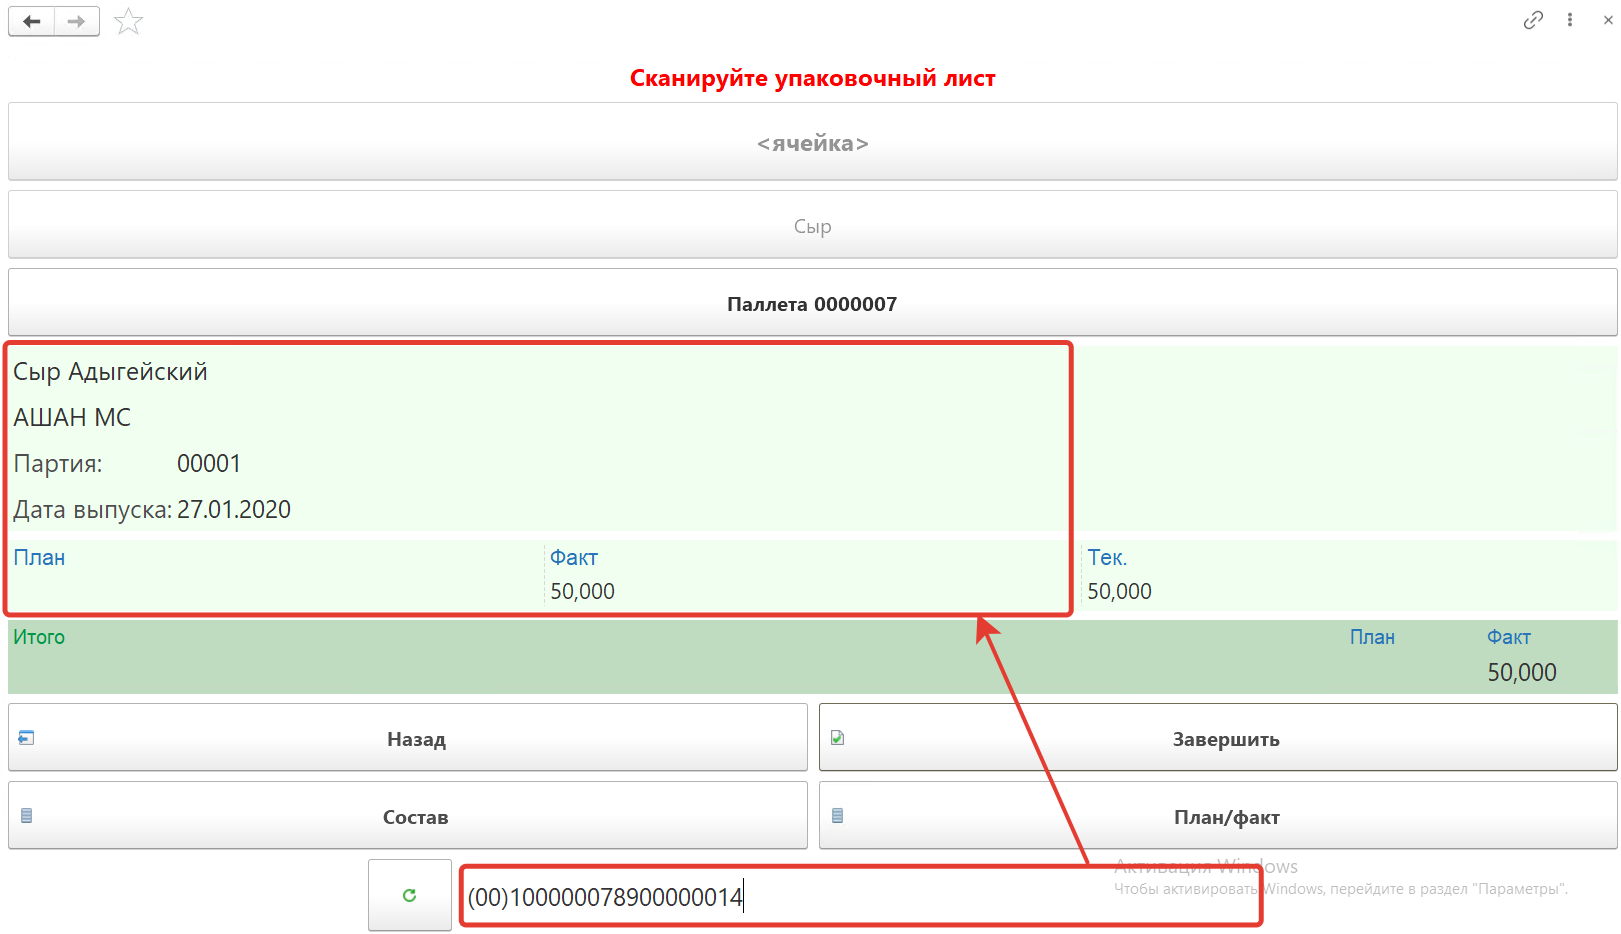 Сканируйте упаковочный лист
<ячейка>
Сыр
Паллета 0000007
Сыр Адыгейский
АШАН МС
Партия: 00001
Дата выпуска: 27.01.2020
План Факт Тек.
50,000 50,000
Итого План Факт
50,000
Назад Завершить
Состав План/факт
Активация Windows
(00)100000078900000014
Чтобы активировать Windows, перейдите в раздел "Параметры".